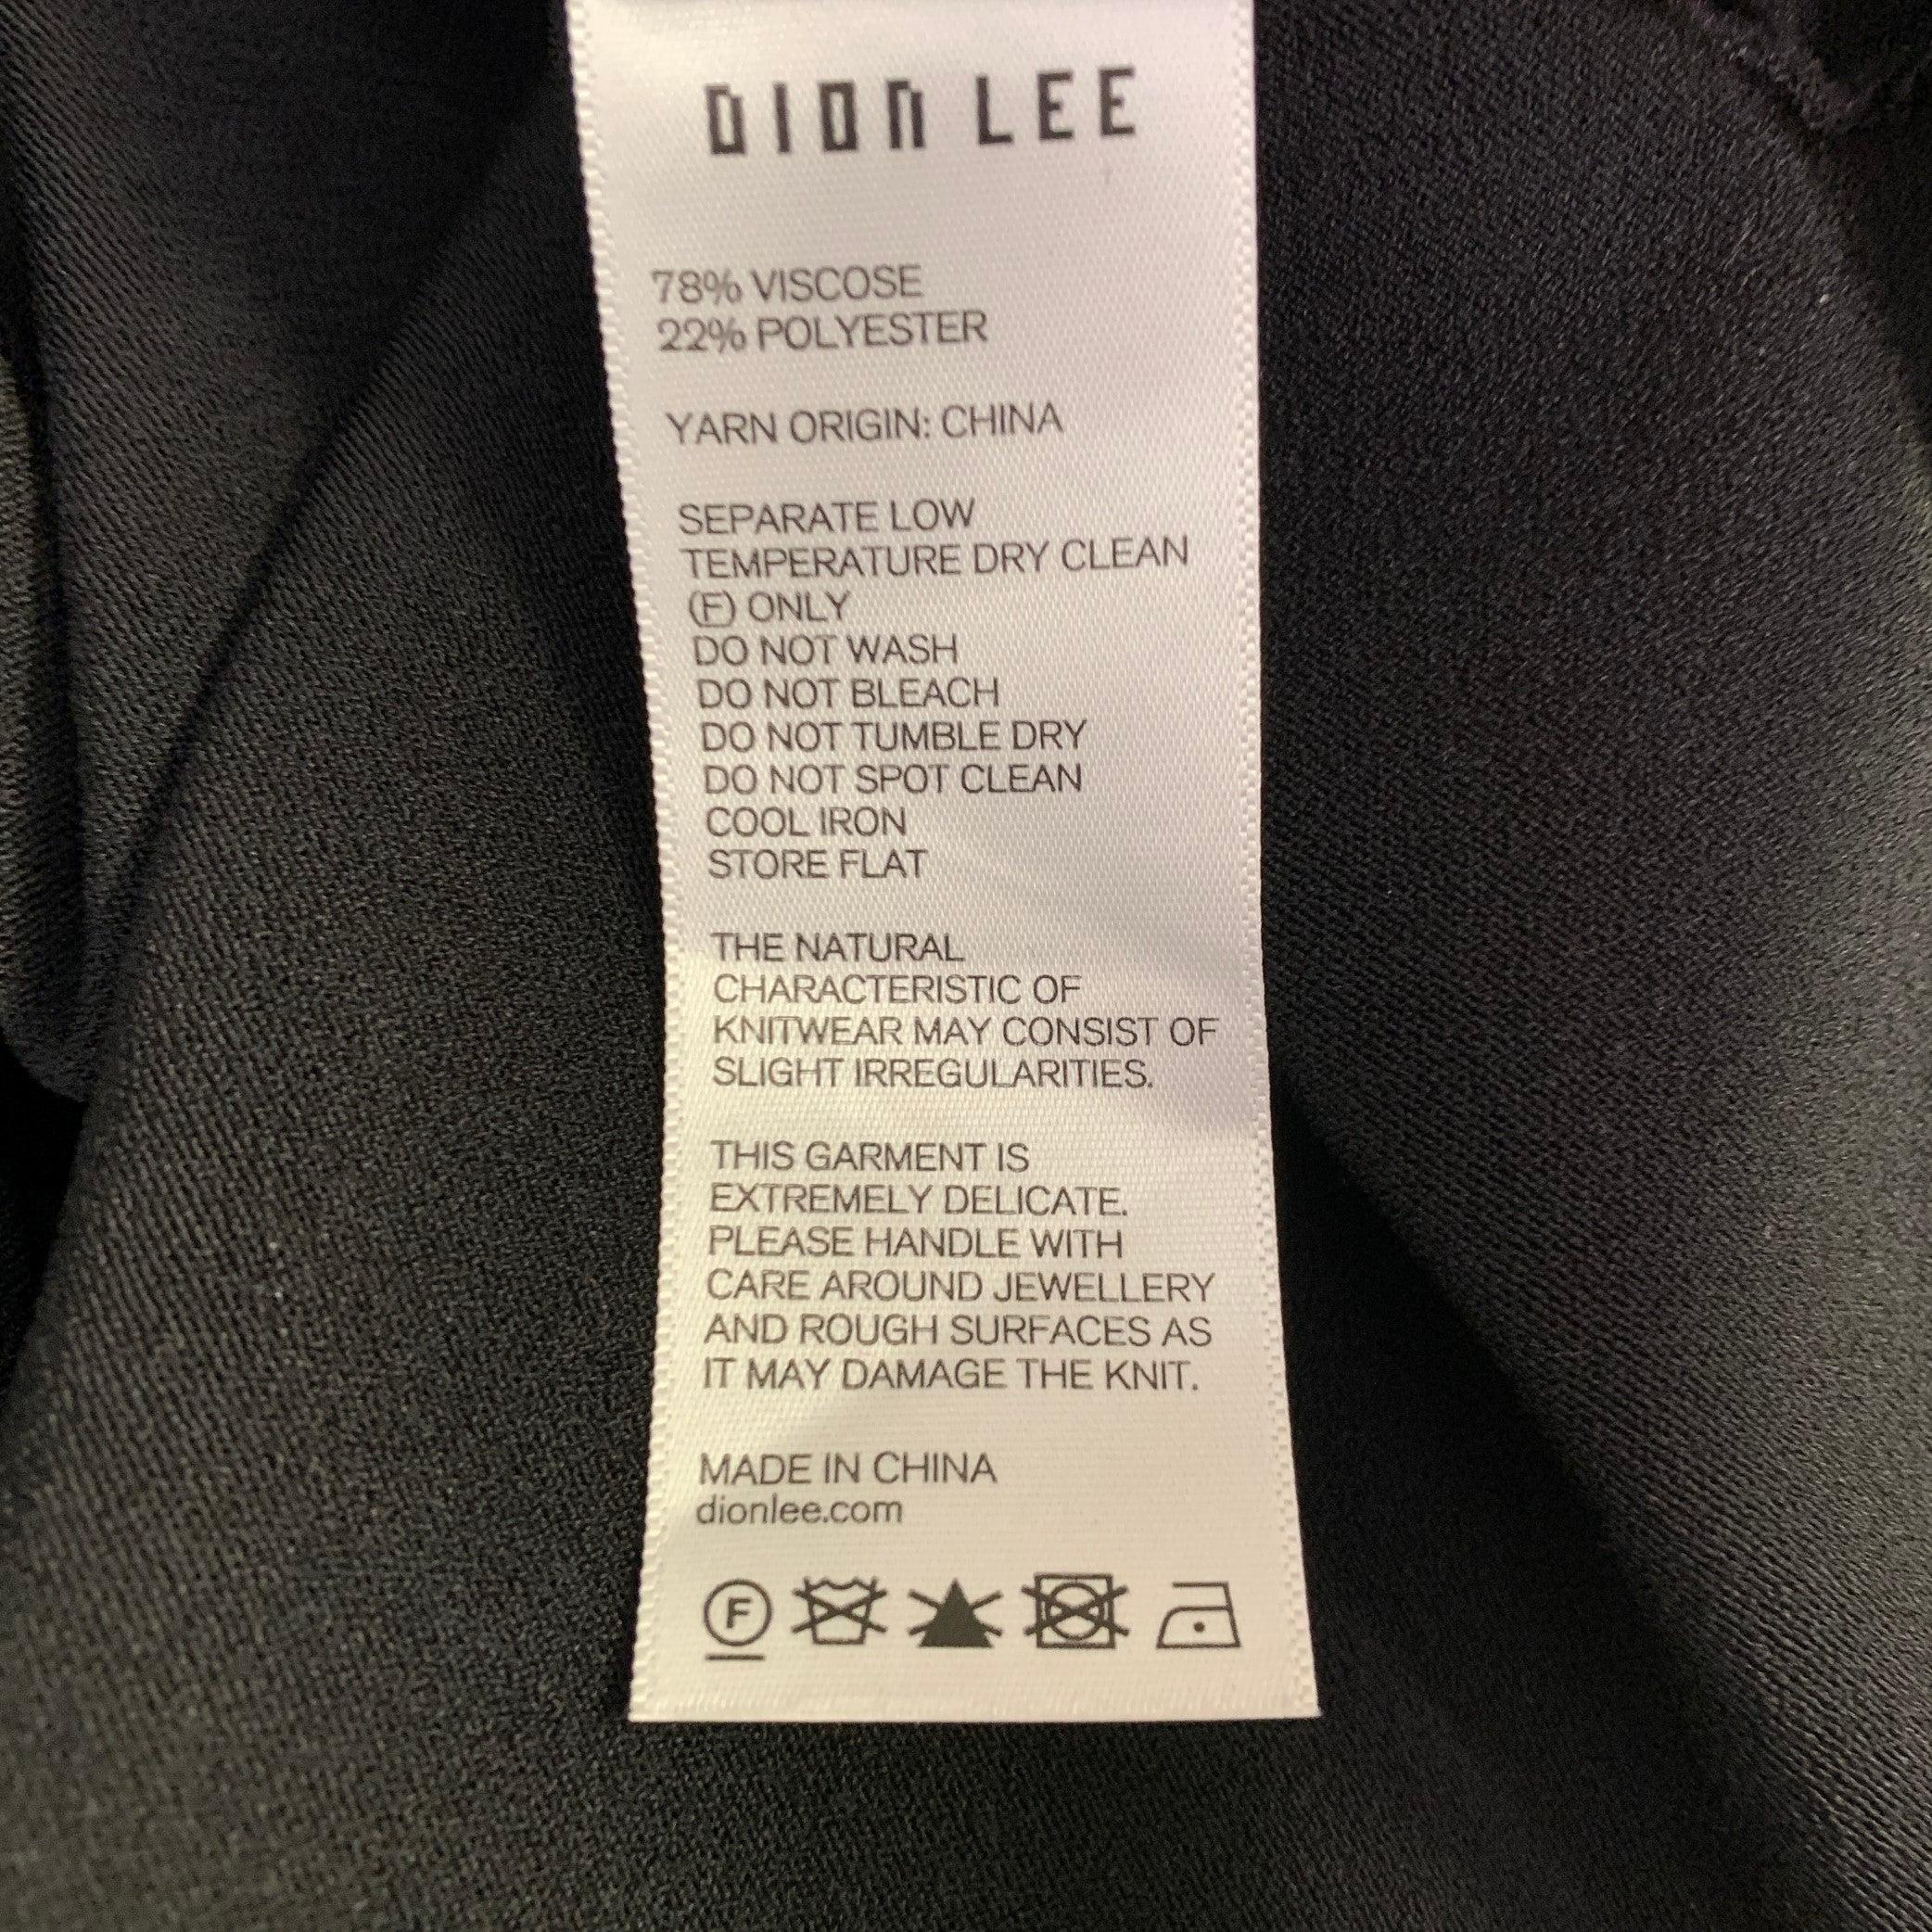 DION LEE
78% VISCOSE
22% POLYESTER
YARN ORIGIN: CHINA
SEPARATE LOW
TEMPERATURE DRY CLEAN
(F) ONLY
DO NOT WASH
DO NOT BLEACH
DO NOT TUMBLE DRY
DO NOT SPOT CLEAN
COOL IRON
STORE FLAT
THE NATURAL
CHARACTERISTIC OF
KNITWEAR MAY CONSIST OF
SLIGHT IRREGULARITIES.
THIS GARMENT IS
EXTREMELY DELICATE.
PLEASE HANDLE WITH
CARE AROUND JEWELLERY
AND ROUGH SURFACES AS
IT MAY DAMAGE THE KNIT.
MADE IN CHINA
dionlee.com
F